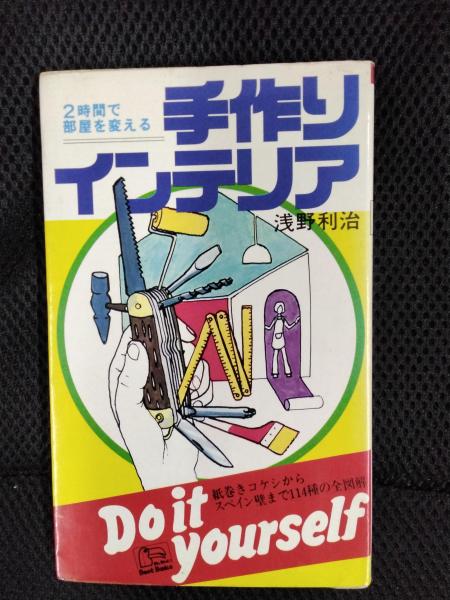 2時間で
部屋を変える
手作り
インテリア
浅野利治
紙巻きコケシから
スペイン壁まで114種の全図解
Do it
yourself
Best Books